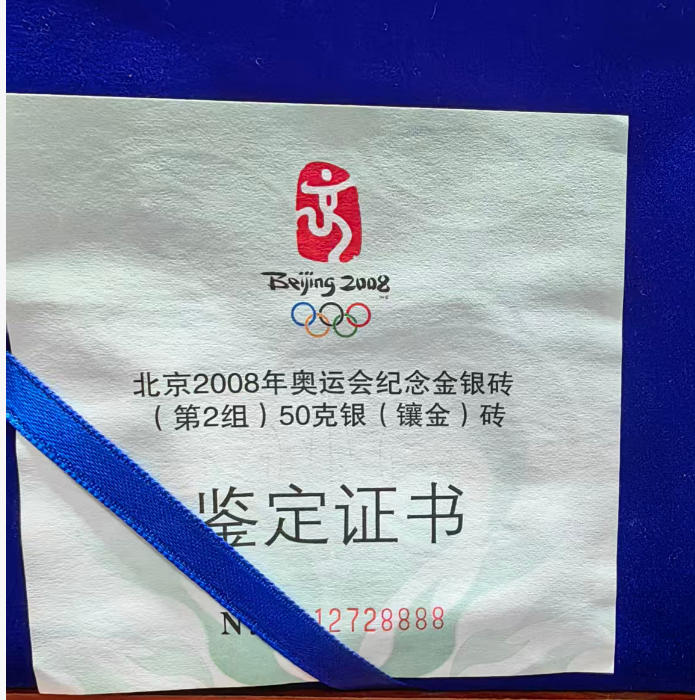 Beijing 2008
北京2008年奥运会纪念金银砖
（第2组）50克银（镶金）砖
鉴定证书
12728888